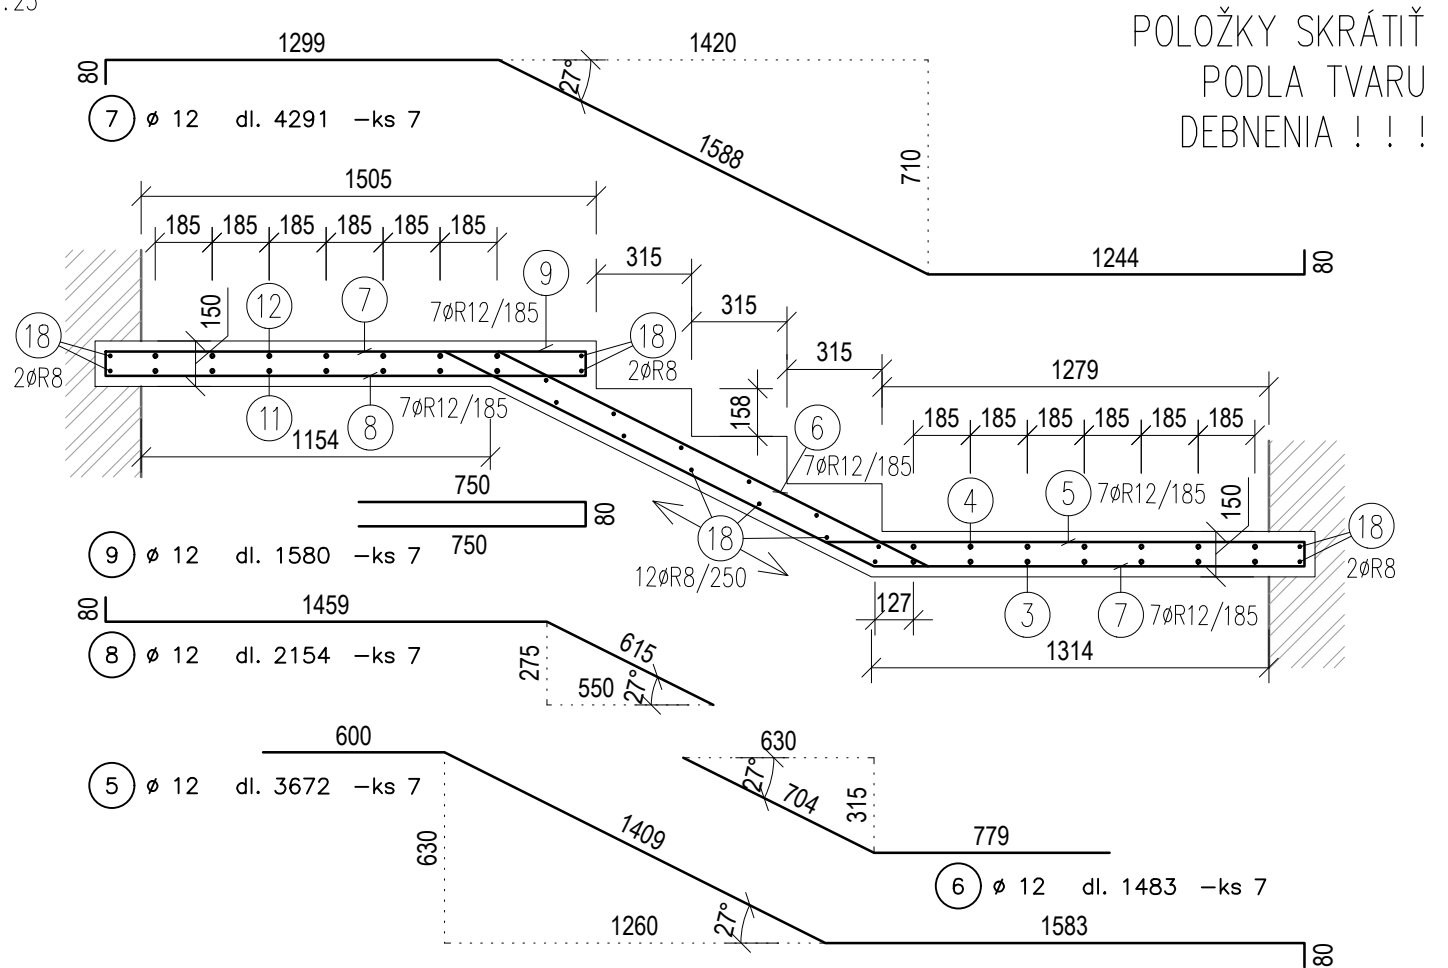 POLOŽKY SKRÁTIŤ
PODLA TVARU
DEBNENIA ! ! !
80
1299
1420
27°
1588
710
1244
80
7 ø 12 dl. 4291 -ks 7
1505
185 185 185 185 185 185
315
315
315
158
150
12
7
9
7øR12/185
18
2øR8
18
2øR8
11
8
7øR12/185
1154
6
7øR12/185
1279
185 185 185 185 185 185
4
5
7øR12/185
150
18
2øR8
18
12øR8/250
127
3
7
7øR12/185
1314
750
80
750
9 ø 12 dl. 1580 -ks 7
80
1459
615
275
550
27°
8 ø 12 dl. 2154 -ks 7
600
1409
630
1260
27°
1583
80
5 ø 12 dl. 3672 -ks 7
630
27°
704
315
779
6 ø 12 dl. 1483 -ks 7